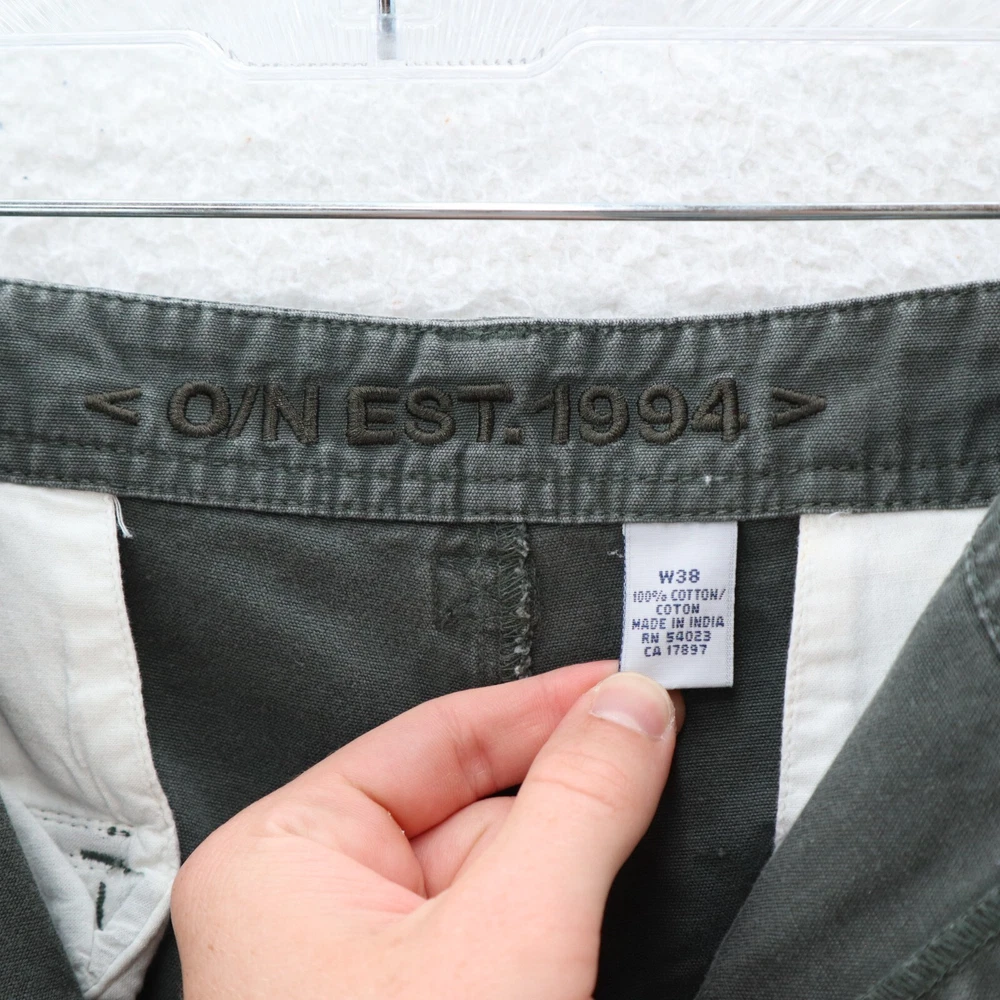 < O/N EST. 1994 >
W38
100% COTTON/
COTON
MADE IN INDIA
RN 54023
CA 17897